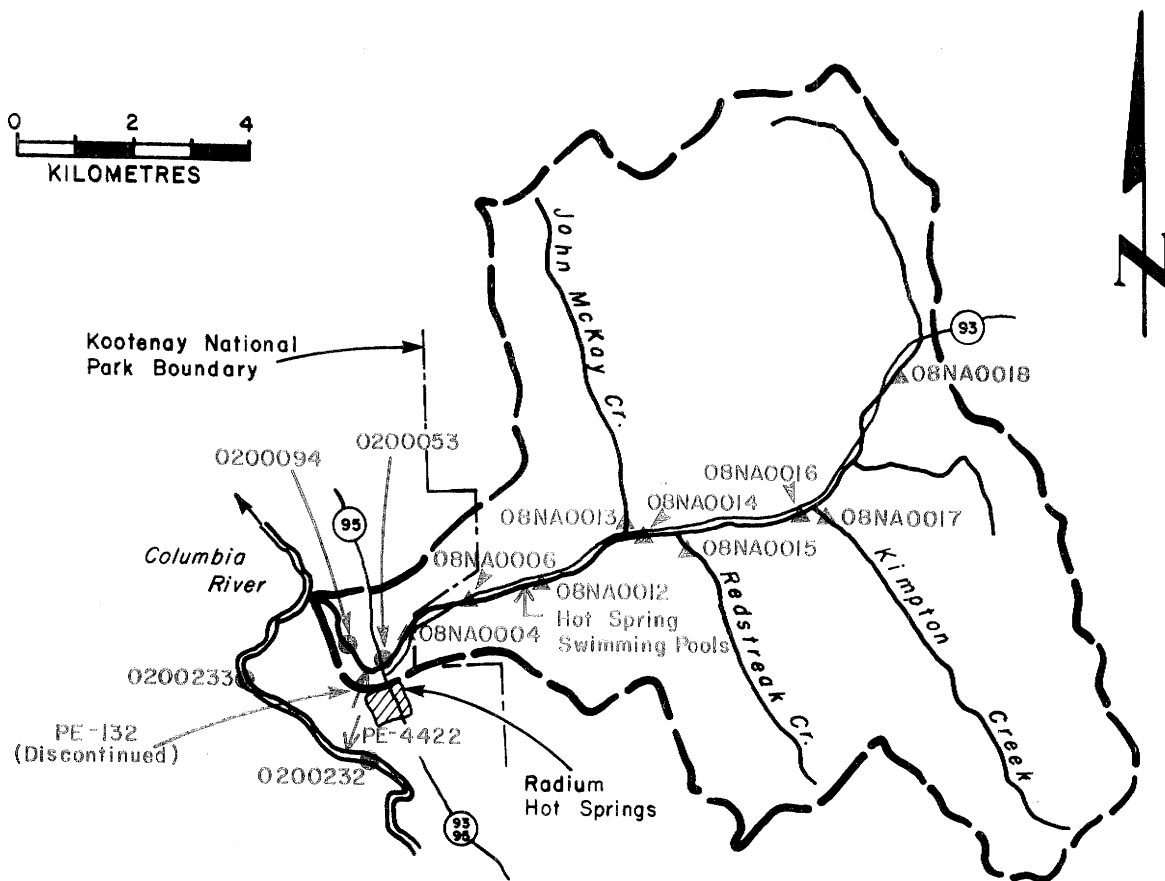 0 2 4
KILOMETRES
N
John McKay Cr.
93
Kootenay National
Park Boundary
08NA0018
0200053
0200094
08NA0016
08NA0014
95
08NA0013
08NA0017
Columbia
River
08NA0006
08NA0015
08NA0012
Hot Spring
Swimming Pools
Redstreak Cr.
Kimpton Creek
08NA0004
0200233
PE-132
(Discontinued)
PE-4422
0200232
Radium
Hot Springs
93
95